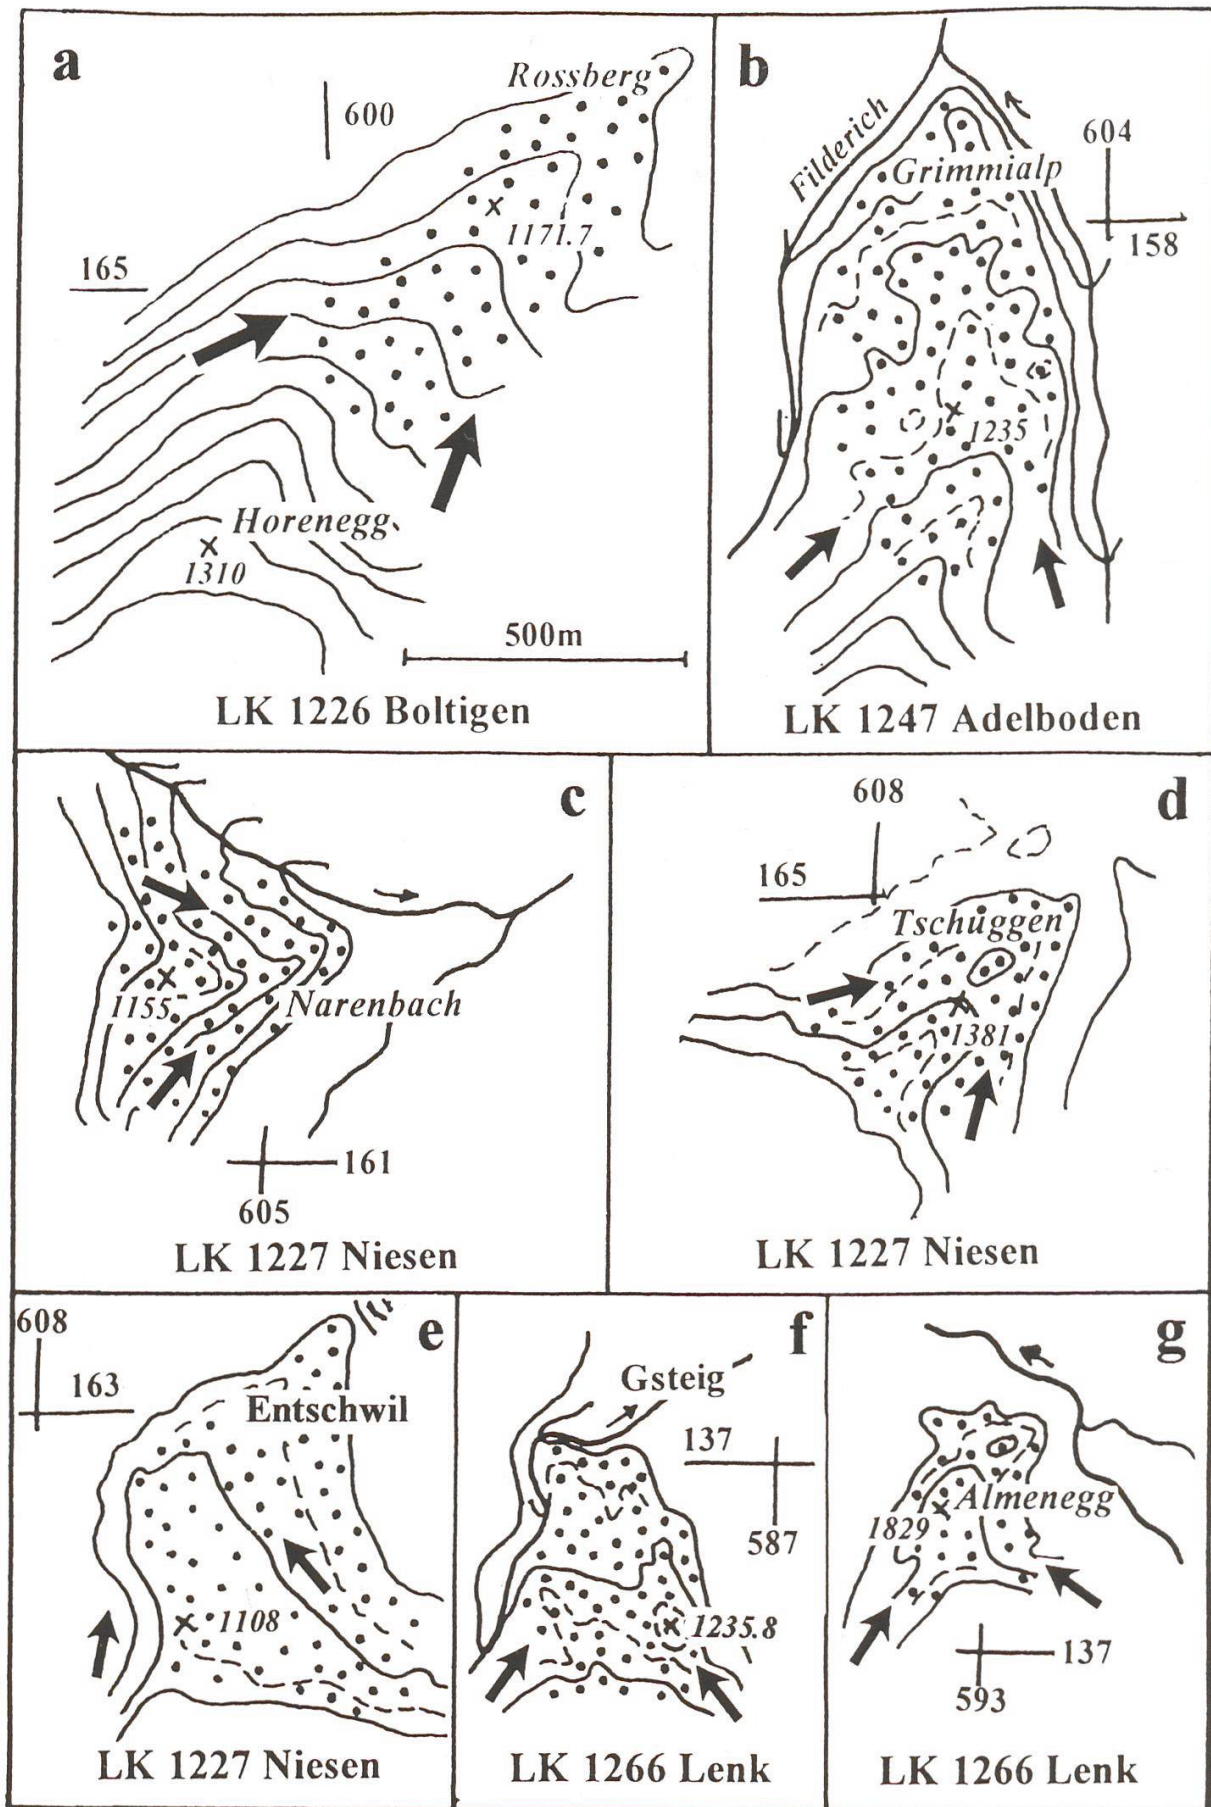 a
Rossberg
600
1171.7
165
Horenegg
1310
500m
LK 1226 Boltigen
b
Filderich
604
Grimmialp
158
1235
LK 1247 Adelboden
c
1155
Narenbach
161
605
LK 1227 Niesen
d
608
165
Tschuggen
1381
LK 1227 Niesen
e
608
163
Entschwil
1108
LK 1227 Niesen
f
Gsteig
137
587
1235.8
LK 1266 Lenk
g
Almenegg
1829
137
593
LK 1266 Lenk